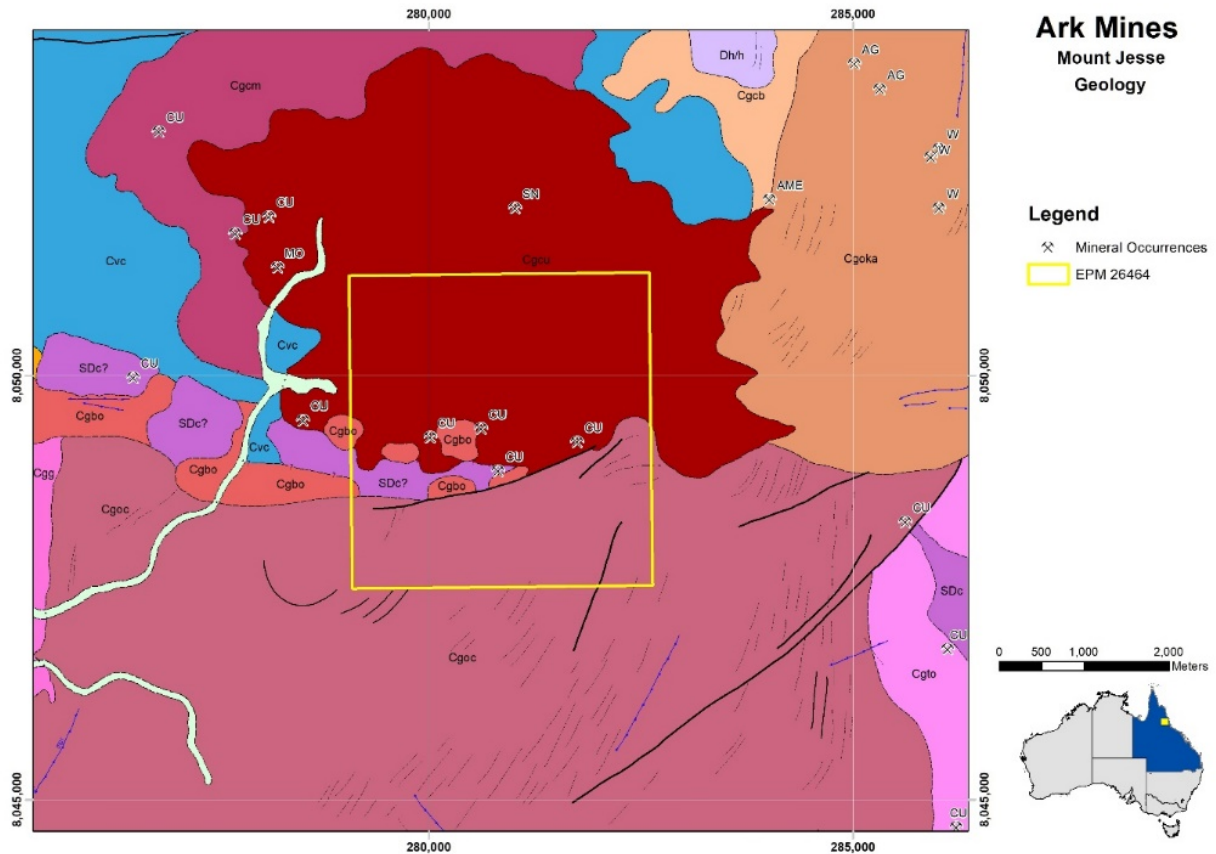 280,000
285,000
Ark Mines
Mount Jesse
Geology
AG
Dh/h
AG
Cgcm
Cgcb
CU
W
W
AME
W
SN
CU
CU
Legend
Mineral Occurrences
MO
Cvc
Cgcu
Cgoka
EPM 26464
Cvc
SDc?
CU
8,050,000
8,050,000
Cgbo
SDc?
CU
Cgbo
CU
CU
Cgbo
CU
Cvc
Cgg
Cgbo
Cgbo
SDc?
Cgbo
CU
Cgoc
CU
SDc
CU
Cgoc
Cgto
0 500 1,000 2,000
Meters
8,045,000
8,045,000
CU
280,000
285,000